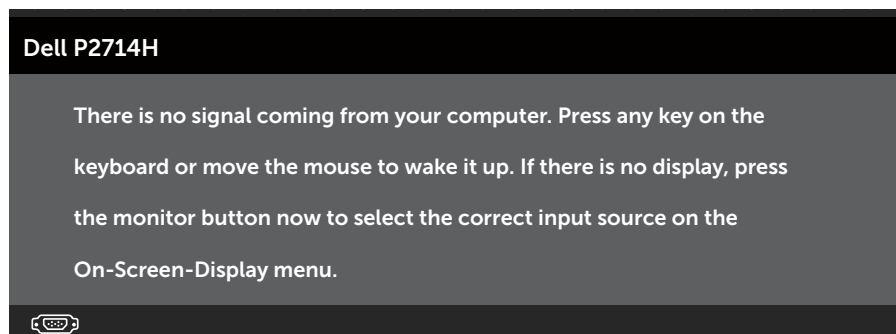 Dell P2714H
There is no signal coming from your computer. Press any key on the
keyboard or move the mouse to wake it up. If there is no display, press
the monitor button now to select the correct input source on the
On-Screen-Display menu.